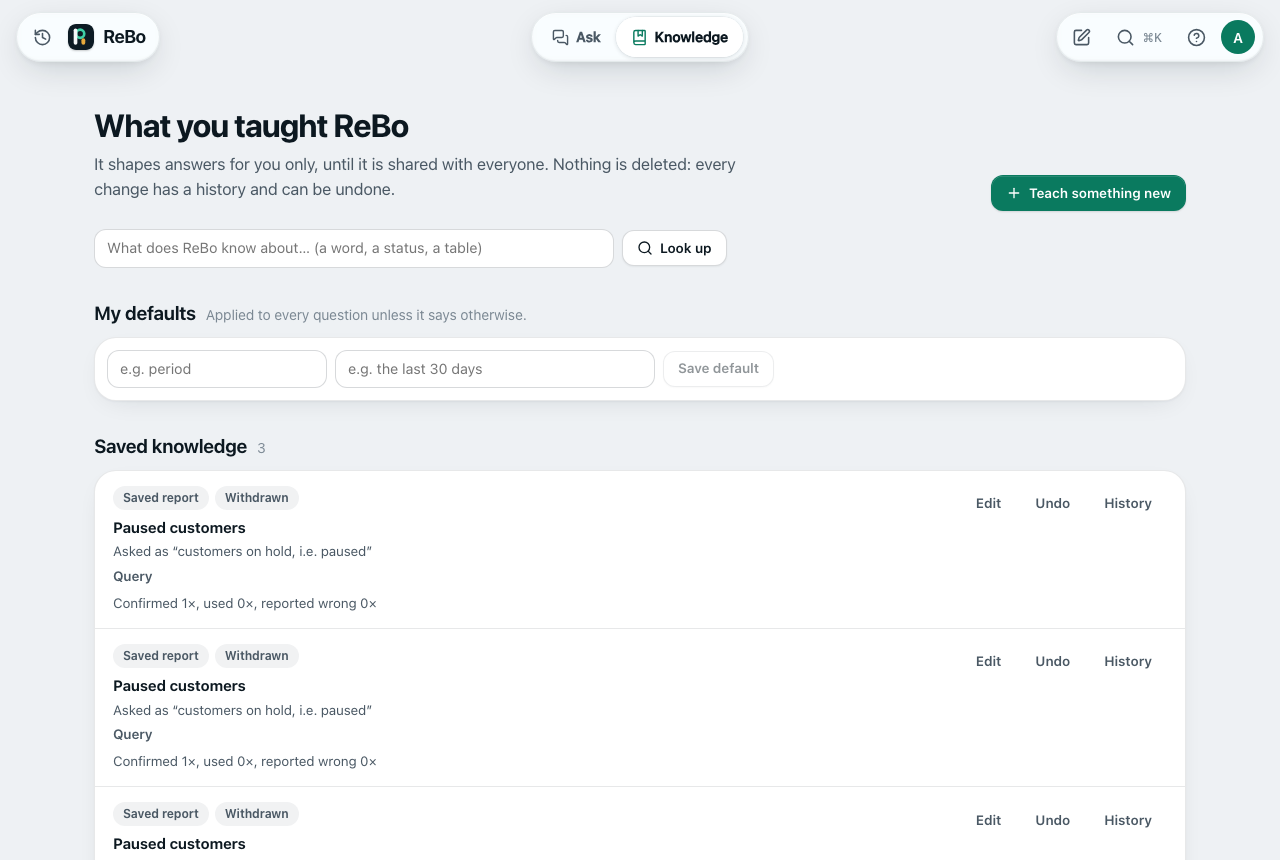 ReBo
Ask
Knowledge
⌘K
A
What you taught ReBo
It shapes answers for you only, until it is shared with everyone. Nothing is deleted: every
change has a history and can be undone.
+ Teach something new
What does ReBo know about... (a word, a status, a table)
Look up
My defaults Applied to every question unless it says otherwise.
e.g. period
e.g. the last 30 days
Save default
Saved knowledge 3
Saved report Withdrawn
Edit Undo History
Paused customers
Asked as “customers on hold, i.e. paused”
Query
Confirmed 1×, used 0×, reported wrong 0×
Saved report Withdrawn
Edit Undo History
Paused customers
Asked as “customers on hold, i.e. paused”
Query
Confirmed 1×, used 0×, reported wrong 0×
Saved report Withdrawn
Edit Undo History
Paused customers